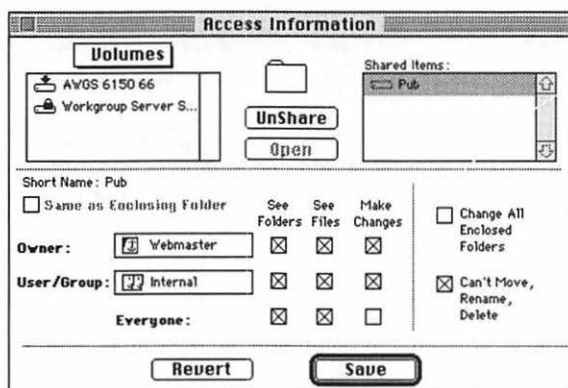 Access Information
Volumes
AWGS 6150 66
Workgroup Server S...
UnShare
Open
Shared Items:
Pub
Short Name: Pub
Same as Enclosing Folder
See Folders
See Files
Make Changes
Owner:
Webmaster
User/Group:
Internal
Everyone:
Change All
Enclosed
Folders
Can't Move,
Rename,
Delete
Revert
Save